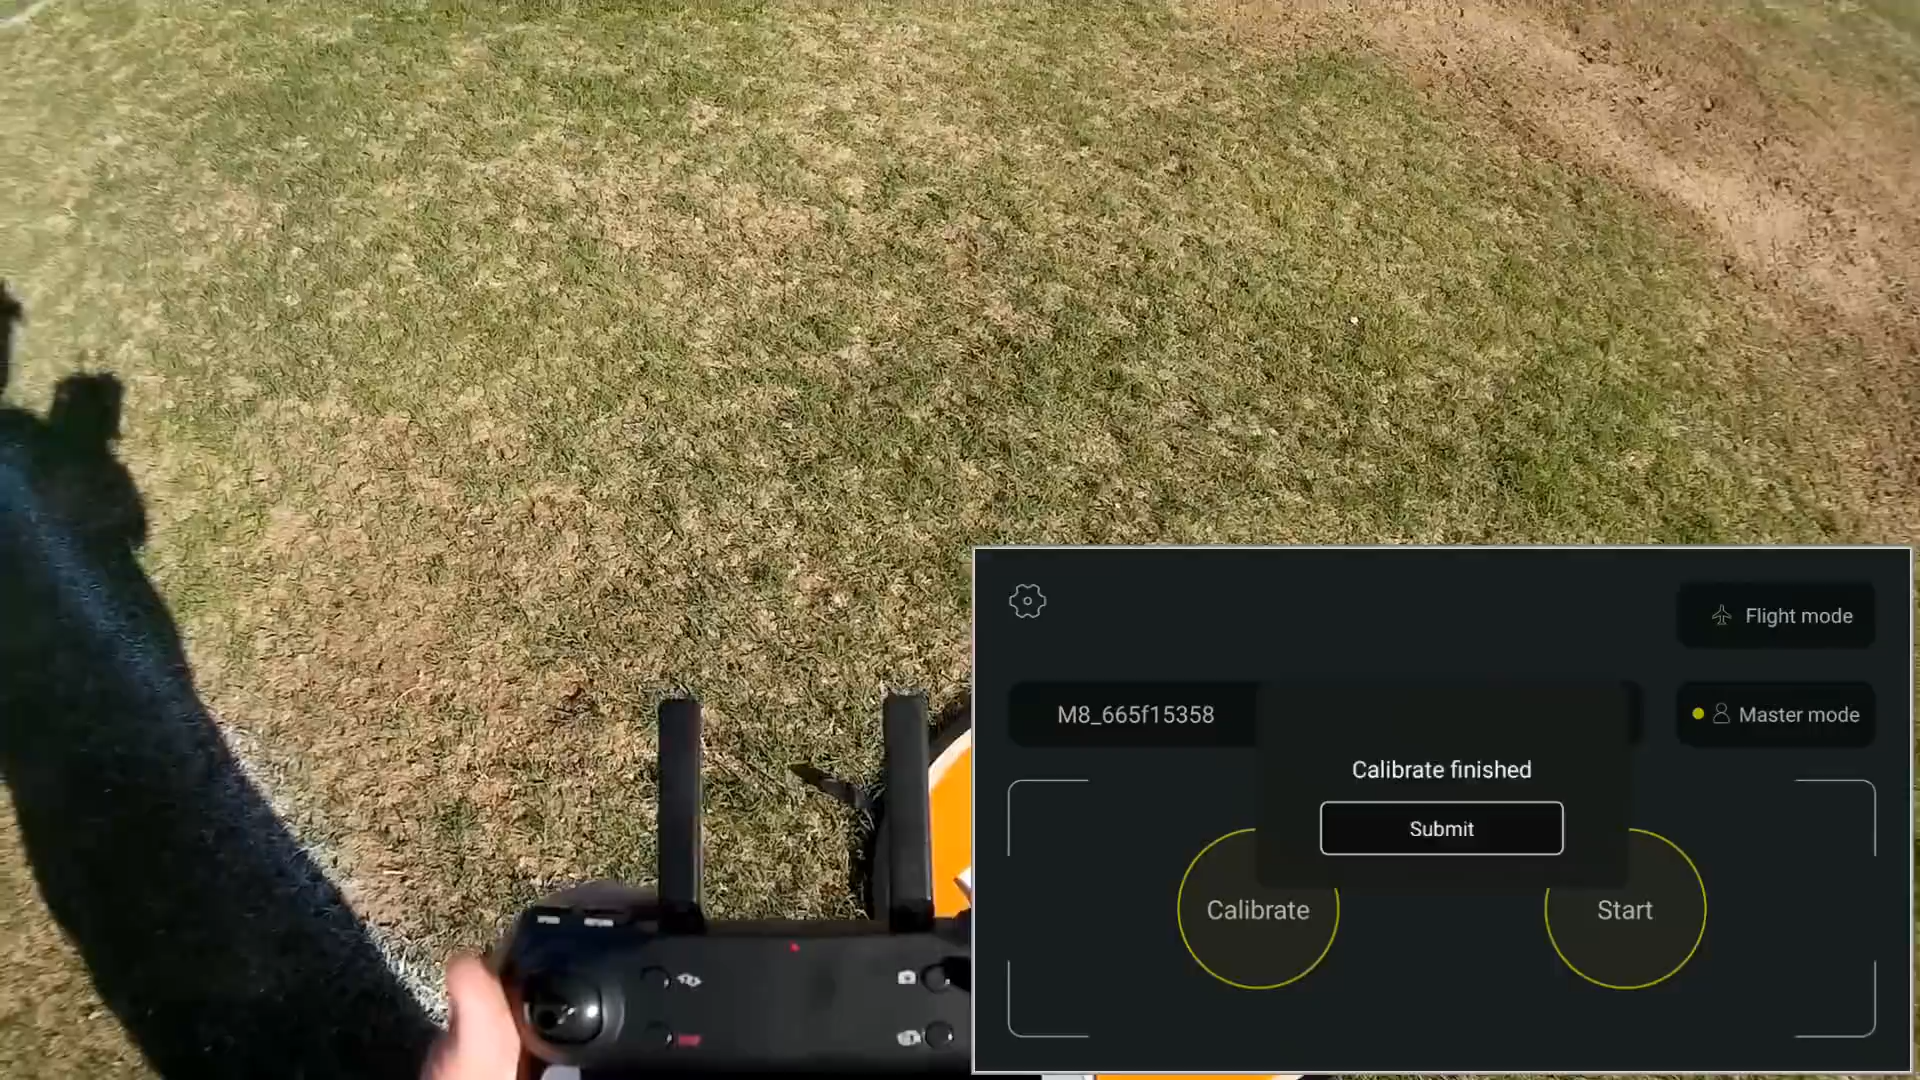 Flight mode
M8_665f15358
Master mode
Calibrate finished
Submit
Calibrate
Start